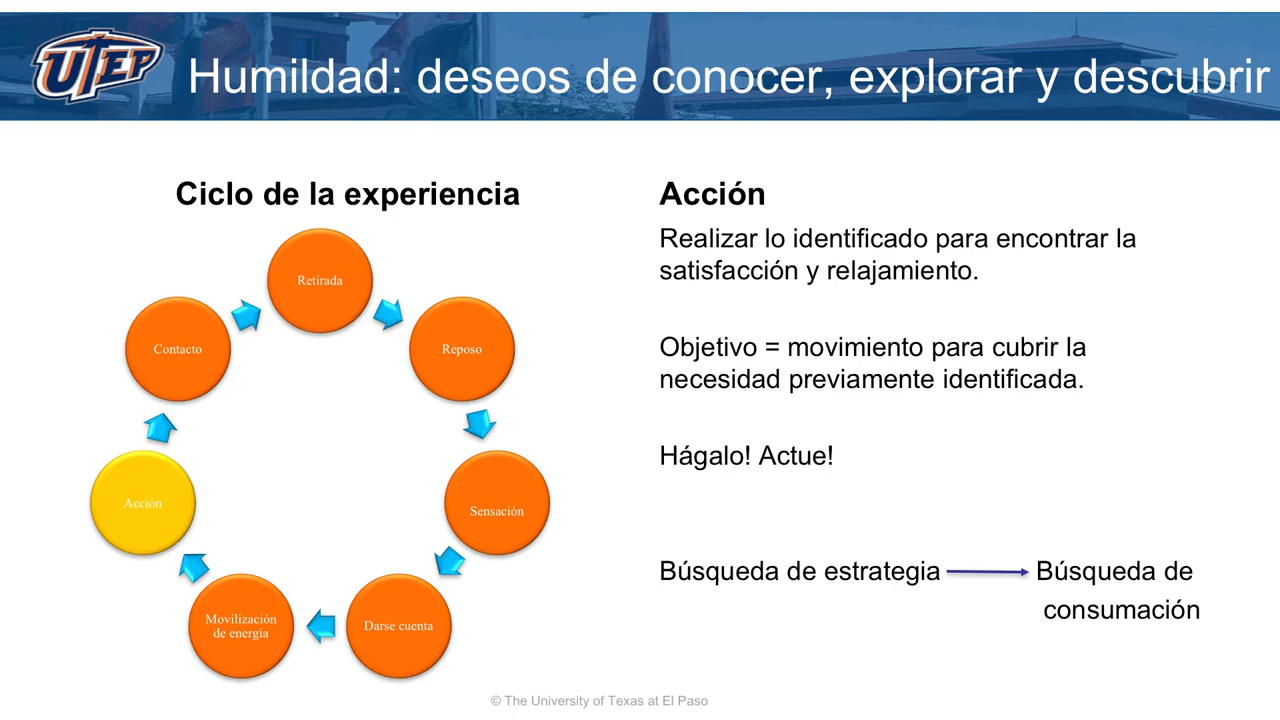 UTEP
Humildad: deseos de conocer, explorar y descubrir
Ciclo de la experiencia
Retirada
Reposo
Sensación
Darse cuenta
Movilización
de energía
Acción
Contacto
Acción
Realizar lo identificado para encontrar la
satisfacción y relajamiento.
Objetivo = movimiento para cubrir la
necesidad previamente identificada.
Hágalo! Actue!
Búsqueda de estrategia
Búsqueda de
consumación
© The University of Texas at El Paso